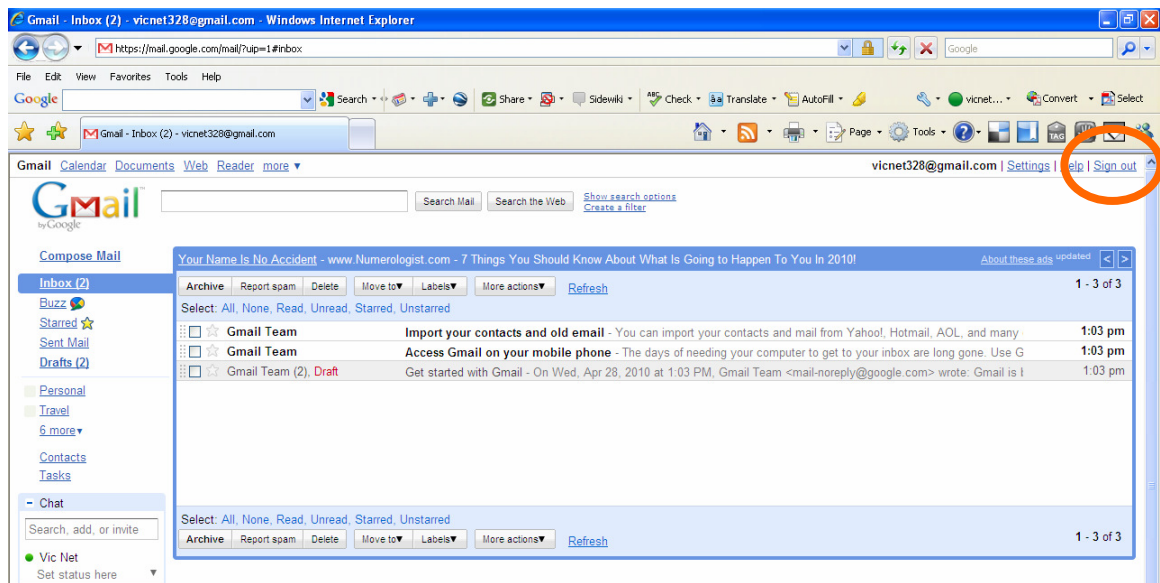 Gmail - Inbox (2) - vicnet328@gmail.com - Windows Internet Explorer
https://mail.google.com/mail/?uip=1#inbox
Google
File Edit View Favorites Tools Help
Google Search Share Sidewiki Check Translate AutoFill vicnet... Convert Select
Gmail - Inbox (2) - vicnet328@gmail.com Page Tools
Gmail Calendar Documents Web Reader more ▼ vicnet328@gmail.com | Settings | Help | Sign out
Gmail
by Google
Search Mail Search the Web Show search options
Create a filter
Compose Mail
Your Name Is No Accident - www.Numerologist.com - 7 Things You Should Know About What Is Going to Happen To You In 2010! About these ads updated < >
Inbox (2)
Buzz
Starred
Sent Mail
Drafts (2)
Personal
Travel
6 more▼
Contacts
Tasks
Archive Report spam Delete Move to▼ Labels▼ More actions▼ Refresh 1 - 3 of 3
Select: All, None, Read, Unread, Starred, Unstarred
Gmail Team Import your contacts and old email - You can import your contacts and mail from Yahoo!, Hotmail, AOL, and many 1:03 pm
Gmail Team Access Gmail on your mobile phone - The days of needing your computer to get to your inbox are long gone. Use G 1:03 pm
Gmail Team (2), Draft Get started with Gmail - On Wed, Apr 28, 2010 at 1:03 PM, Gmail Team <mail-noreply@google.com> wrote: Gmail is 1:03 pm
Select: All, None, Read, Unread, Starred, Unstarred
Archive Report spam Delete Move to▼ Labels▼ More actions▼ Refresh 1 - 3 of 3
− Chat
Search, add, or invite
Vic Net
Set status here ▼